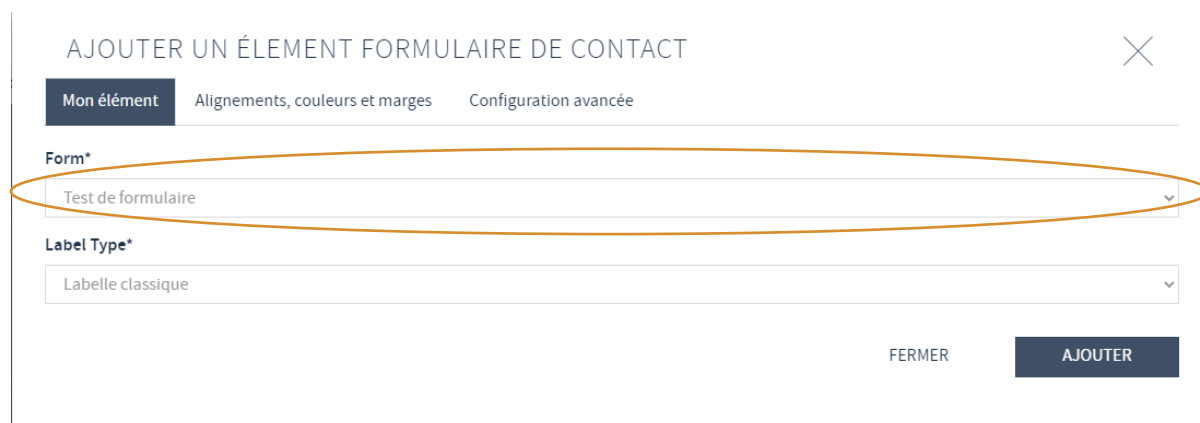 AJOUTER UN ÉLEMENT FORMULAIRE DE CONTACT
Mon élément Alignements, couleurs et marges Configuration avancée
Form*
Test de formulaire
Label Type*
Labelle classique
FERMER AJOUTER